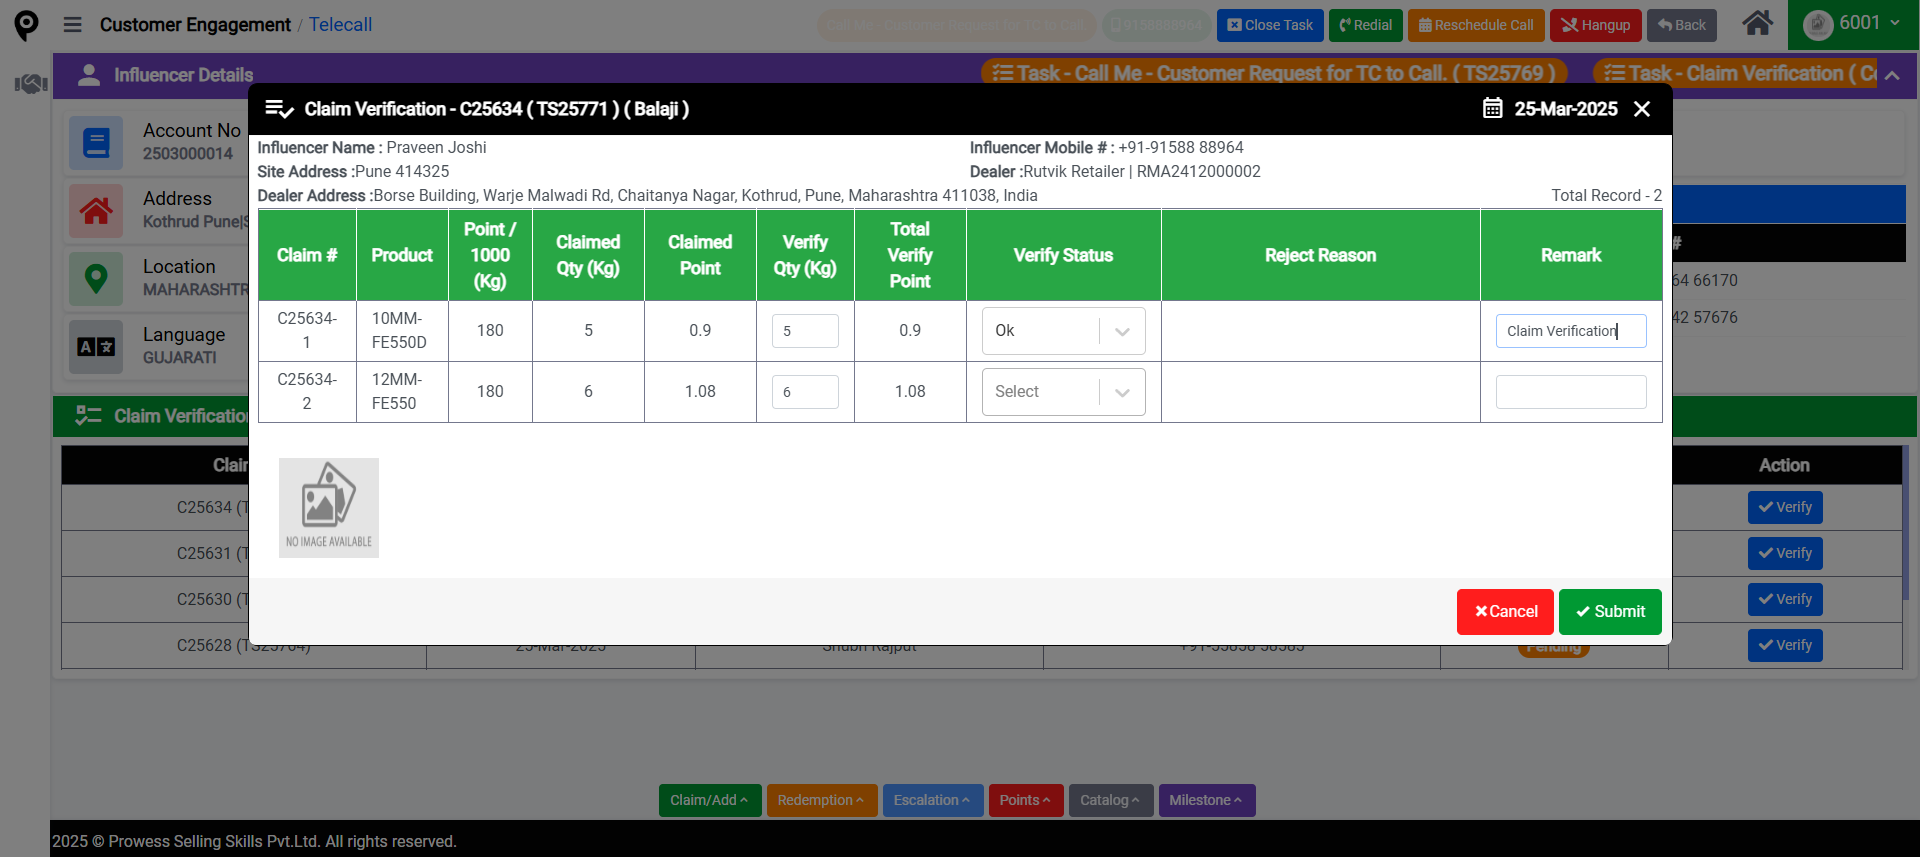 Customer Engagement / Telecall
Call Me - Customer Request for TC to Call.
9158888964
Close Task
Redial
Reschedule Call
Hangup
Back
6001
Influencer Details
Task - Call Me - Customer Request for TC to Call. ( TS25769 )
Task - Claim Verification ( C
Account No
2503000014
Address
Kothrud Pune|S
Location
MAHARASHTR
Language
GUJARATI
#
64 66170
42 57676
Claim Verification - C25634 ( TS25771 ) ( Balaji )
25-Mar-2025
Influencer Name : Praveen Joshi
Influencer Mobile # : +91-91588 88964
Site Address :Pune 414325
Dealer :Rutvik Retailer | RMA2412000002
Dealer Address :Borse Building, Warje Malwadi Rd, Chaitanya Nagar, Kothrud, Pune, Maharashtra 411038, India
Total Record - 2
Claim # Product Point / 1000 (Kg) Claimed Qty (Kg) Claimed Point Verify Qty (Kg) Total Verify Point Verify Status Reject Reason Remark
C25634-1 10MM-FE550D 180 5 0.9 5 0.9 Ok Claim Verification
C25634-2 12MM-FE550 180 6 1.08 6 1.08 Select
NO IMAGE AVAILABLE
Cancel
Submit
Claim Verificatio
Clai
Action
C25634 (T
Verify
C25631 (T
Verify
C25630 (T
Verify
C25628 (TS25764) 25-Mar-2025 Shubh Rajput Pending
Verify
Claim/Add
Redemption
Escalation
Points
Catalog
Milestone
2025 © Prowess Selling Skills Pvt.Ltd. All rights reserved.